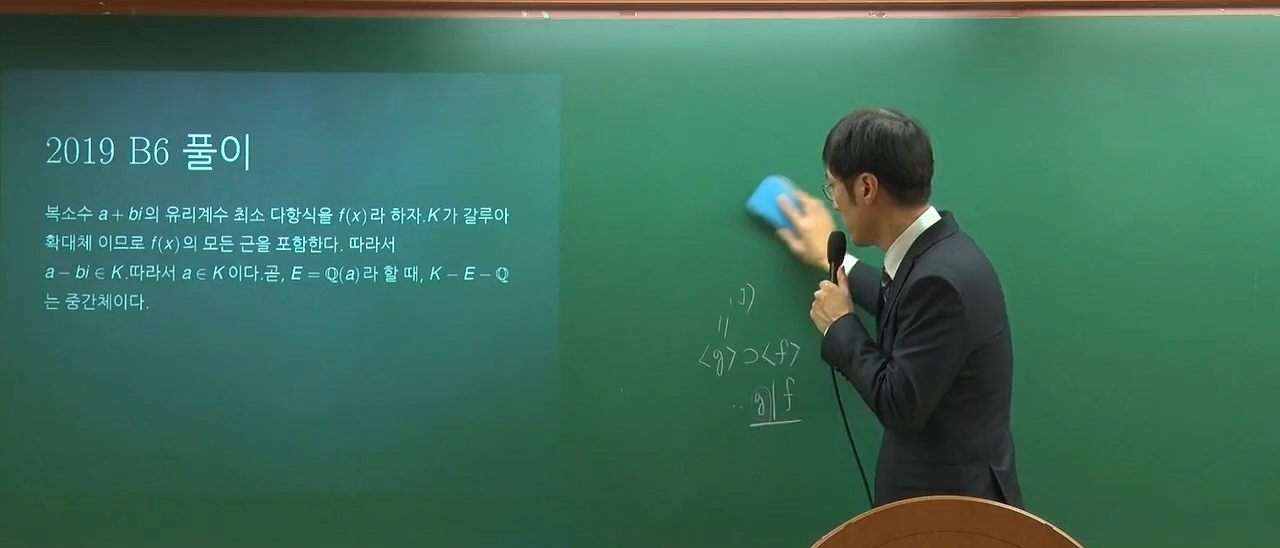 2019 B6 풀이
복소수 a + bi의 유리계수 최소 다항식을 f(x)라 하자.K가 갈루아
확대체 이므로 f(x)의 모든 근을 포함한다. 따라서
a − bi ∈ K.따라서 a ∈ K이다.곧, E = ℚ(a)라 할 때, K − E − ℚ
는 중간체이다.
||
<g> ⊃ <f>
g | f